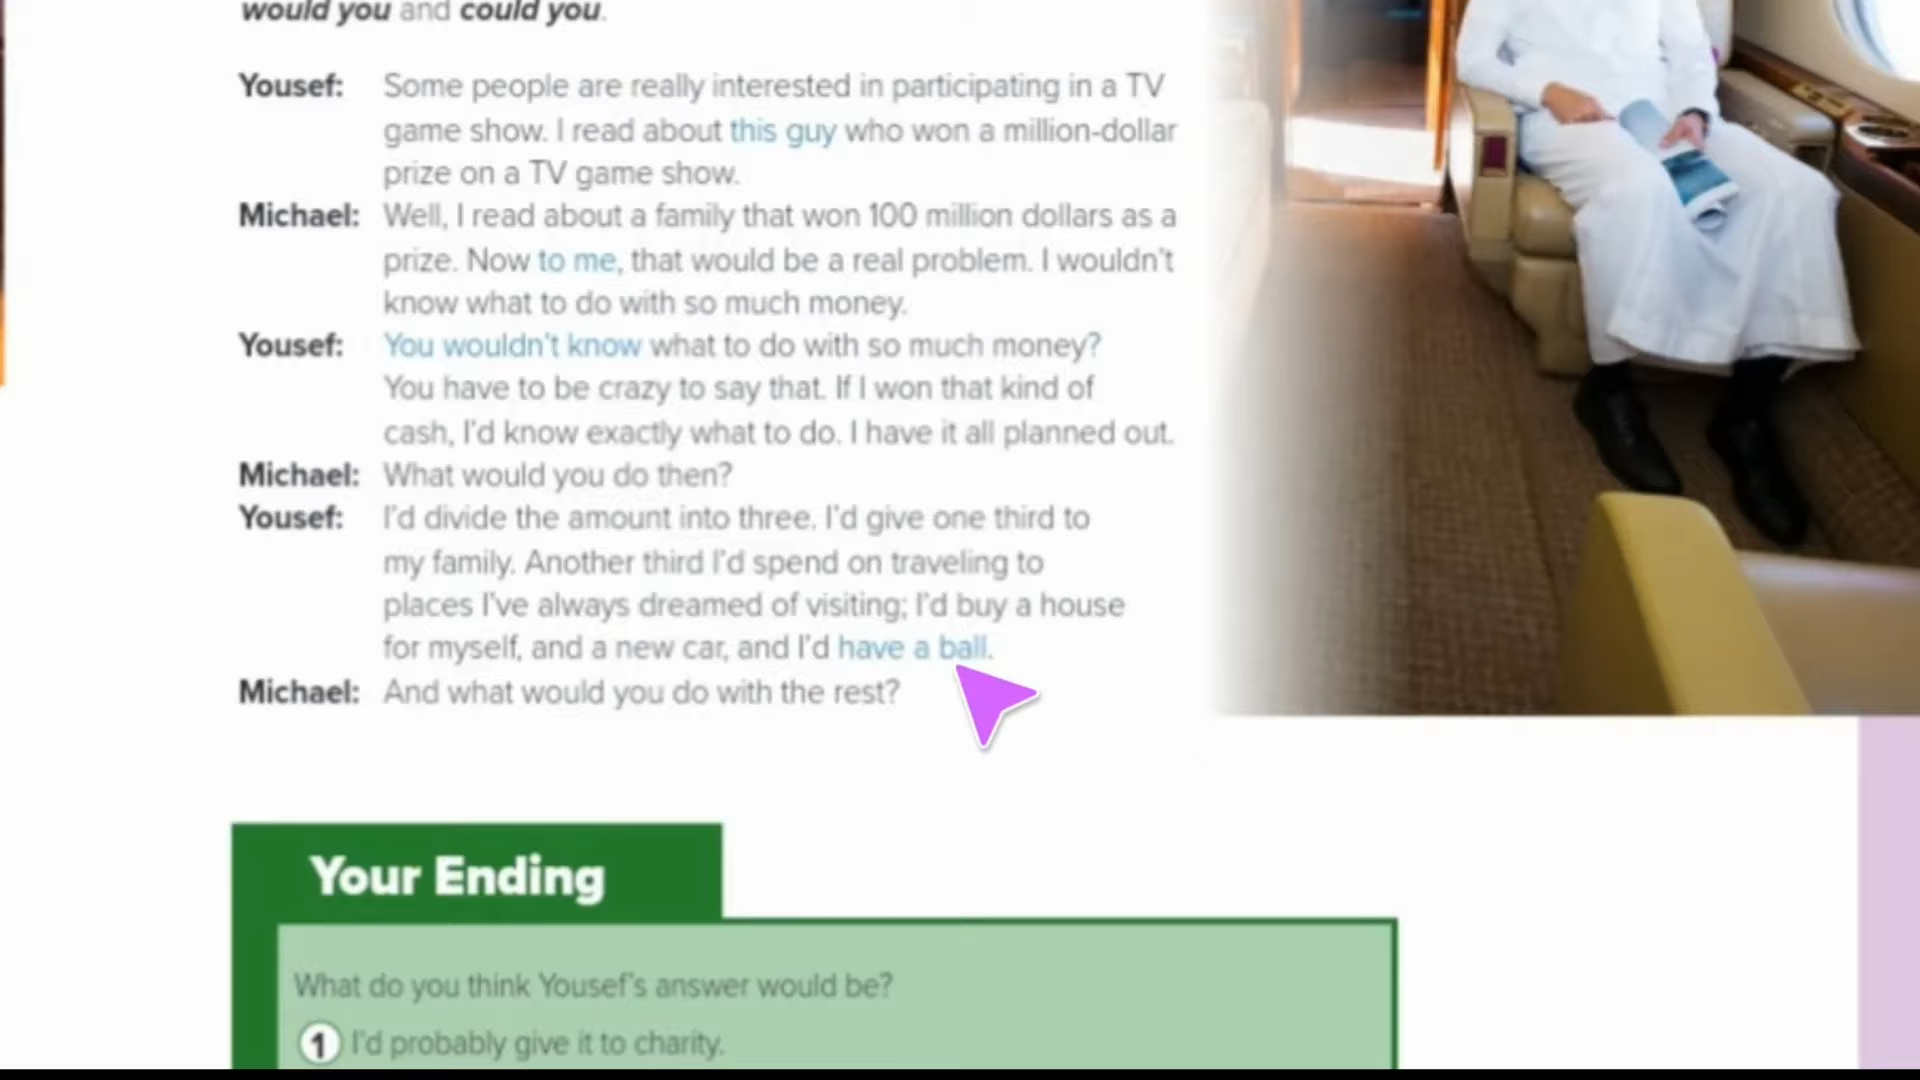 would you and could you.
Yousef: Some people are really interested in participating in a TV
game show. I read about this guy who won a million-dollar
prize on a TV game show.
Michael: Well, I read about a family that won 100 million dollars as a
prize. Now to me, that would be a real problem. I wouldn't
know what to do with so much money.
Yousef: You wouldn't know what to do with so much money?
You have to be crazy to say that. If I won that kind of
cash, I'd know exactly what to do. I have it all planned out.
Michael: What would you do then?
Yousef: I'd divide the amount into three. I'd give one third to
my family. Another third I'd spend on traveling to
places I've always dreamed of visiting; I'd buy a house
for myself, and a new car, and I'd have a ball.
Michael: And what would you do with the rest?
Your Ending
What do you think Yousef's answer would be?
1 I'd probably give it to charity.